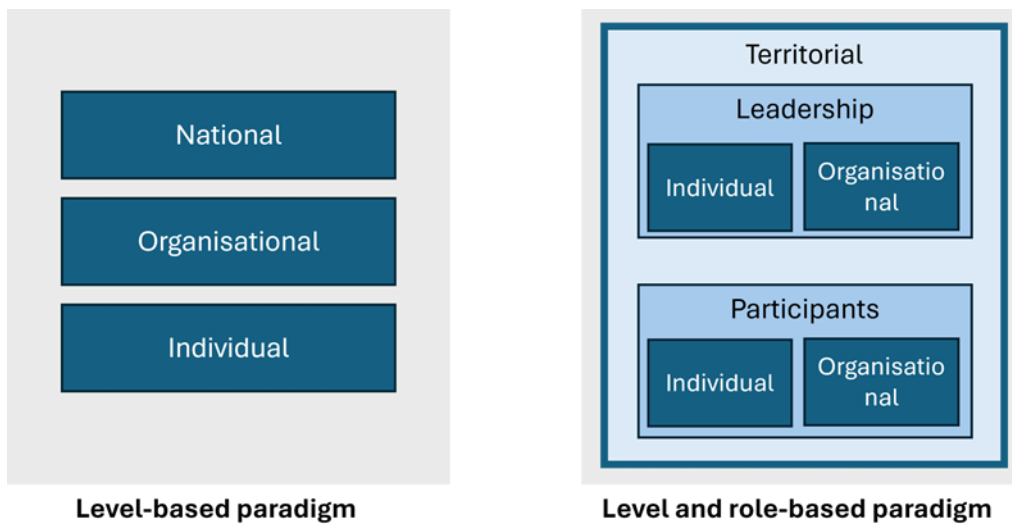 National
Organisational
Individual
Level-based paradigm
Territorial
Leadership
Individual
Organisatio
nal
Participants
Individual
Organisatio
nal
Level and role-based paradigm